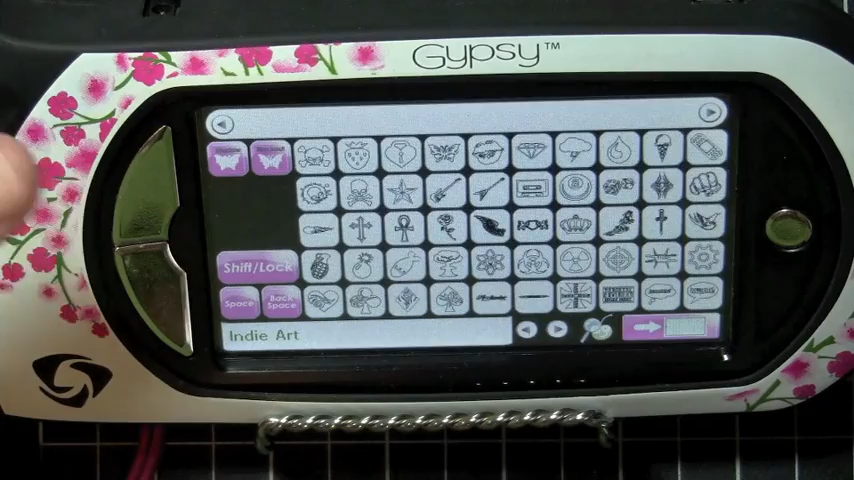 Gypsy™
Shift/Lock
Space
Back
Space
Indie Art